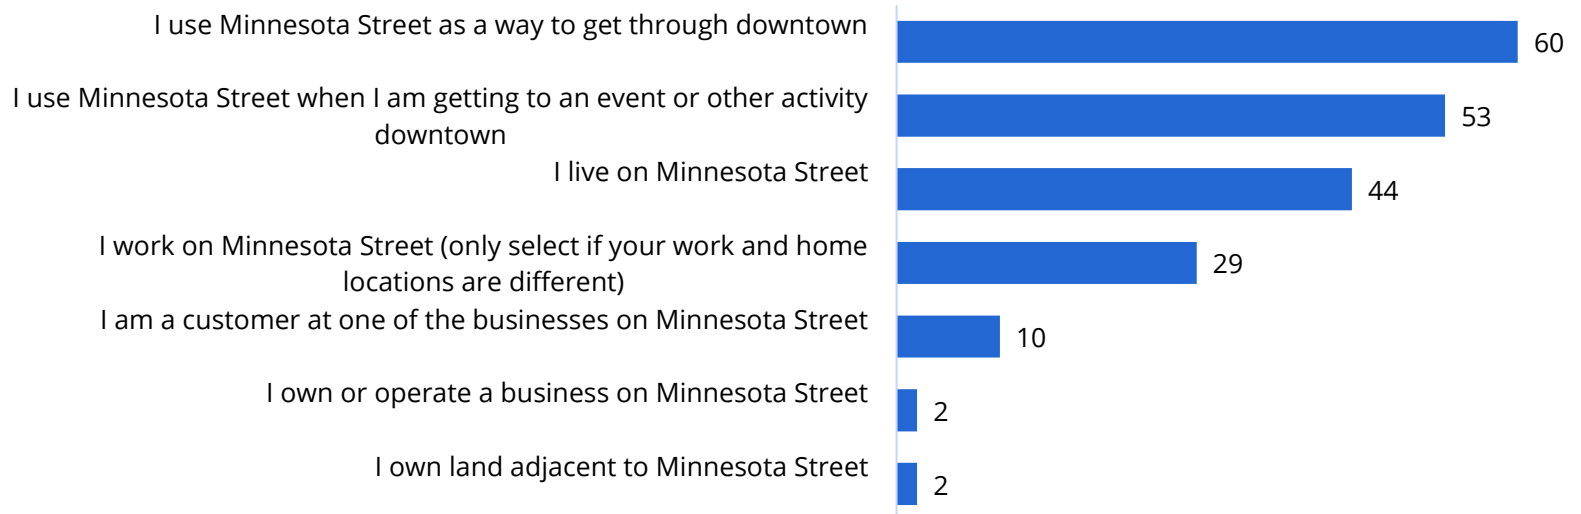 I use Minnesota Street as a way to get through downtown
60
I use Minnesota Street when I am getting to an event or other activity
downtown
53
I live on Minnesota Street
44
I work on Minnesota Street (only select if your work and home
locations are different)
29
I am a customer at one of the businesses on Minnesota Street
10
I own or operate a business on Minnesota Street
2
I own land adjacent to Minnesota Street
2